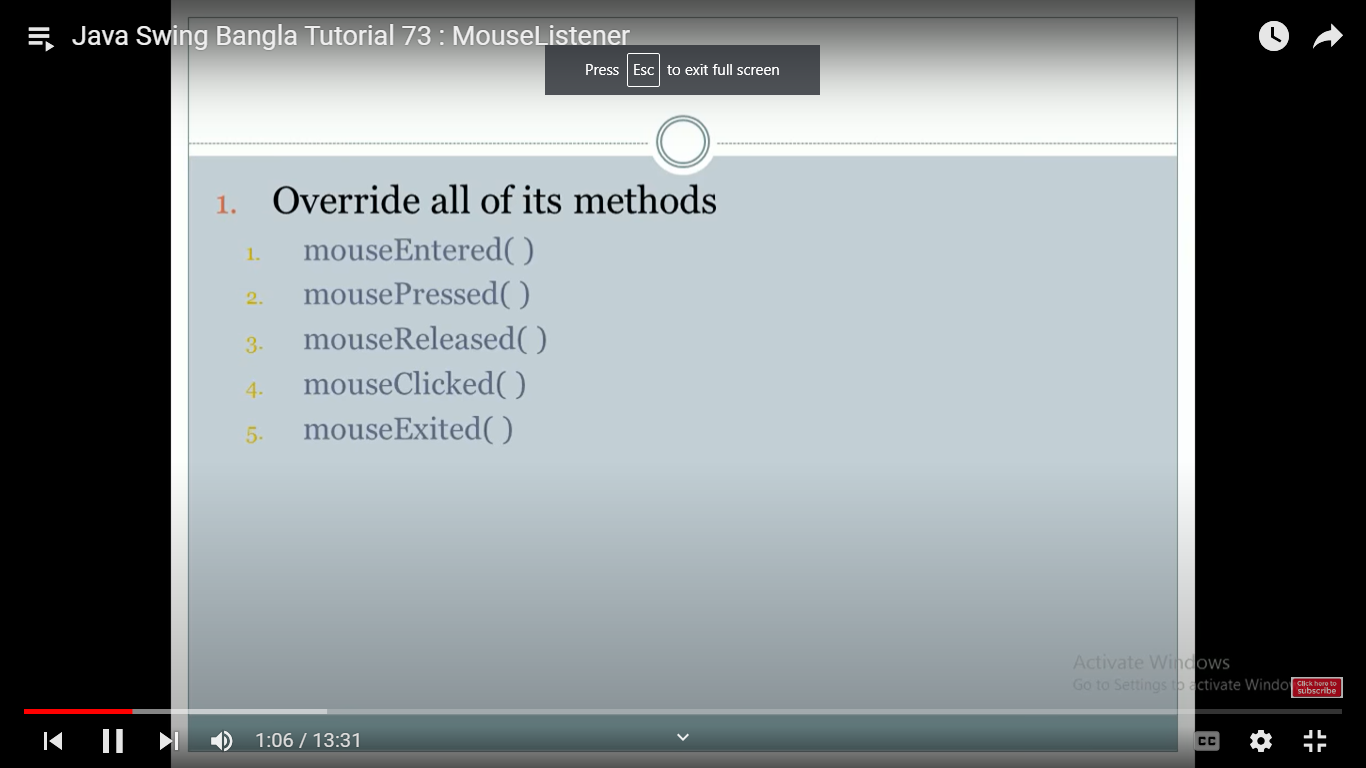 Java Swing Bangla Tutorial 73 : MouseListener
Press Esc to exit full screen
1. Override all of its methods
1. mouseEntered( )
2. mousePressed( )
3. mouseReleased( )
4. mouseClicked( )
5. mouseExited( )
Activate Windows
Go to Settings to activate Windo
Click here to
subscribe
1:06 / 13:31
CC